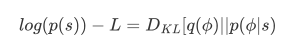 log(p(s)) − L = D_{KL}[q(ϕ)||p(ϕ|s)